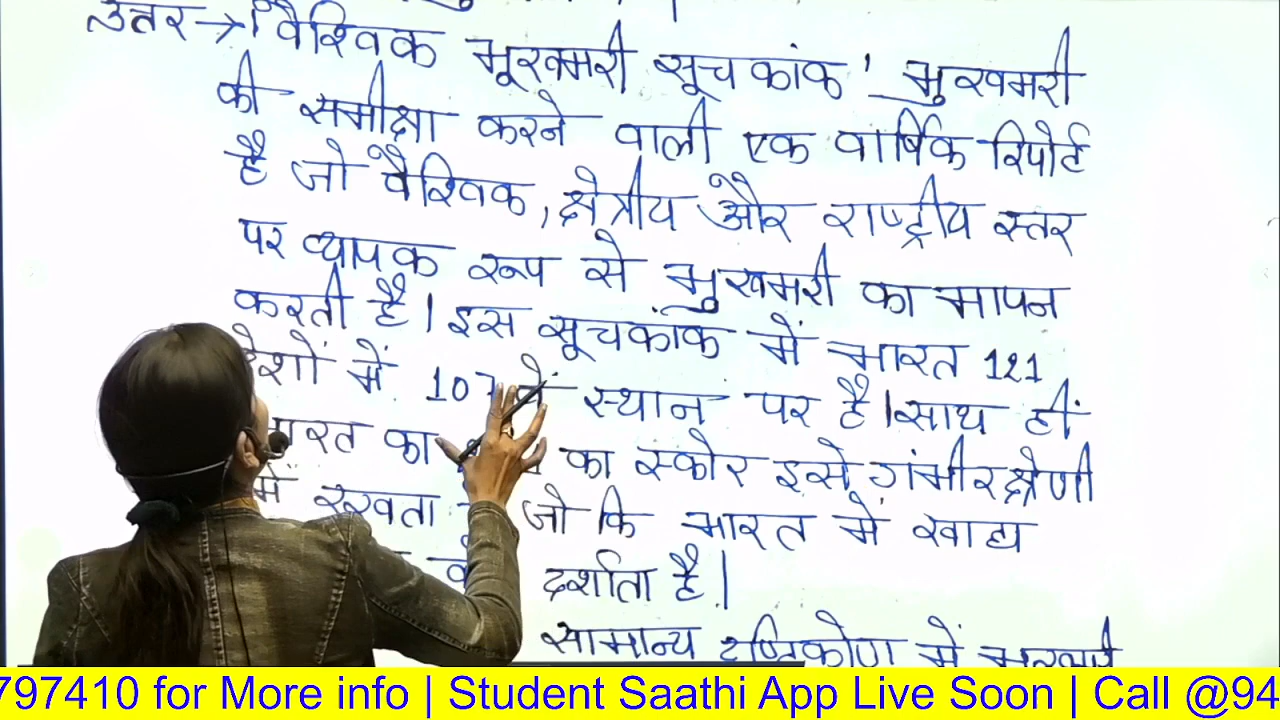 उत्तर → 'वैश्विक भूखमरी सूचकांक' भुखमरी
की समीक्षा करने वाली एक वार्षिक रिपोर्ट
है जो वैश्विक, क्षेत्रीय और राष्ट्रीय स्तर
पर व्यापक रूप से भुखमरी का मापन
करती है। इस सूचकांक में भारत 121
देशों में 107 वें स्थान पर है। साथ हीं
भारत का का स्कोर इसे गंभीर श्रेणी
में रखता जो कि भारत में खाद्य
दर्शाता है।
सामान्य दृष्टिकोण में
797410 for More info | Student Saathi App Live Soon | Call @94